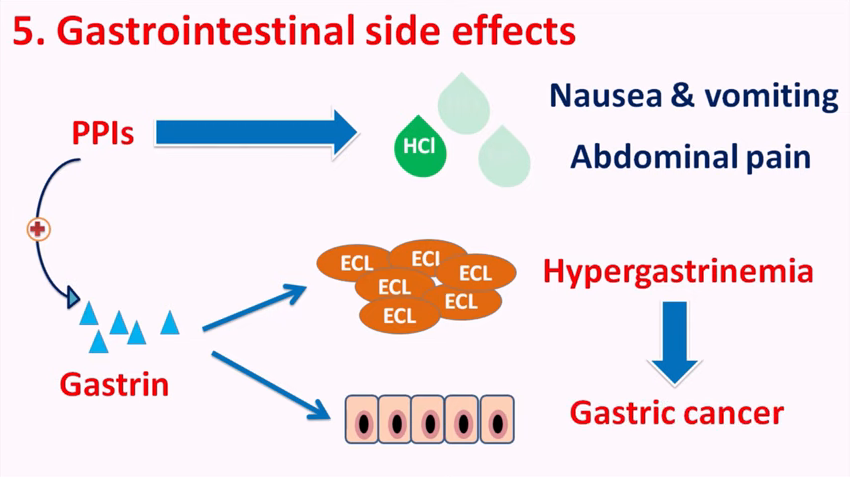 5. Gastrointestinal side effects
PPIs
HCl
Nausea & vomiting
Abdominal pain
ECL
ECl
ECL
ECL
ECL
ECL
Hypergastrinemia
Gastrin
Gastric cancer